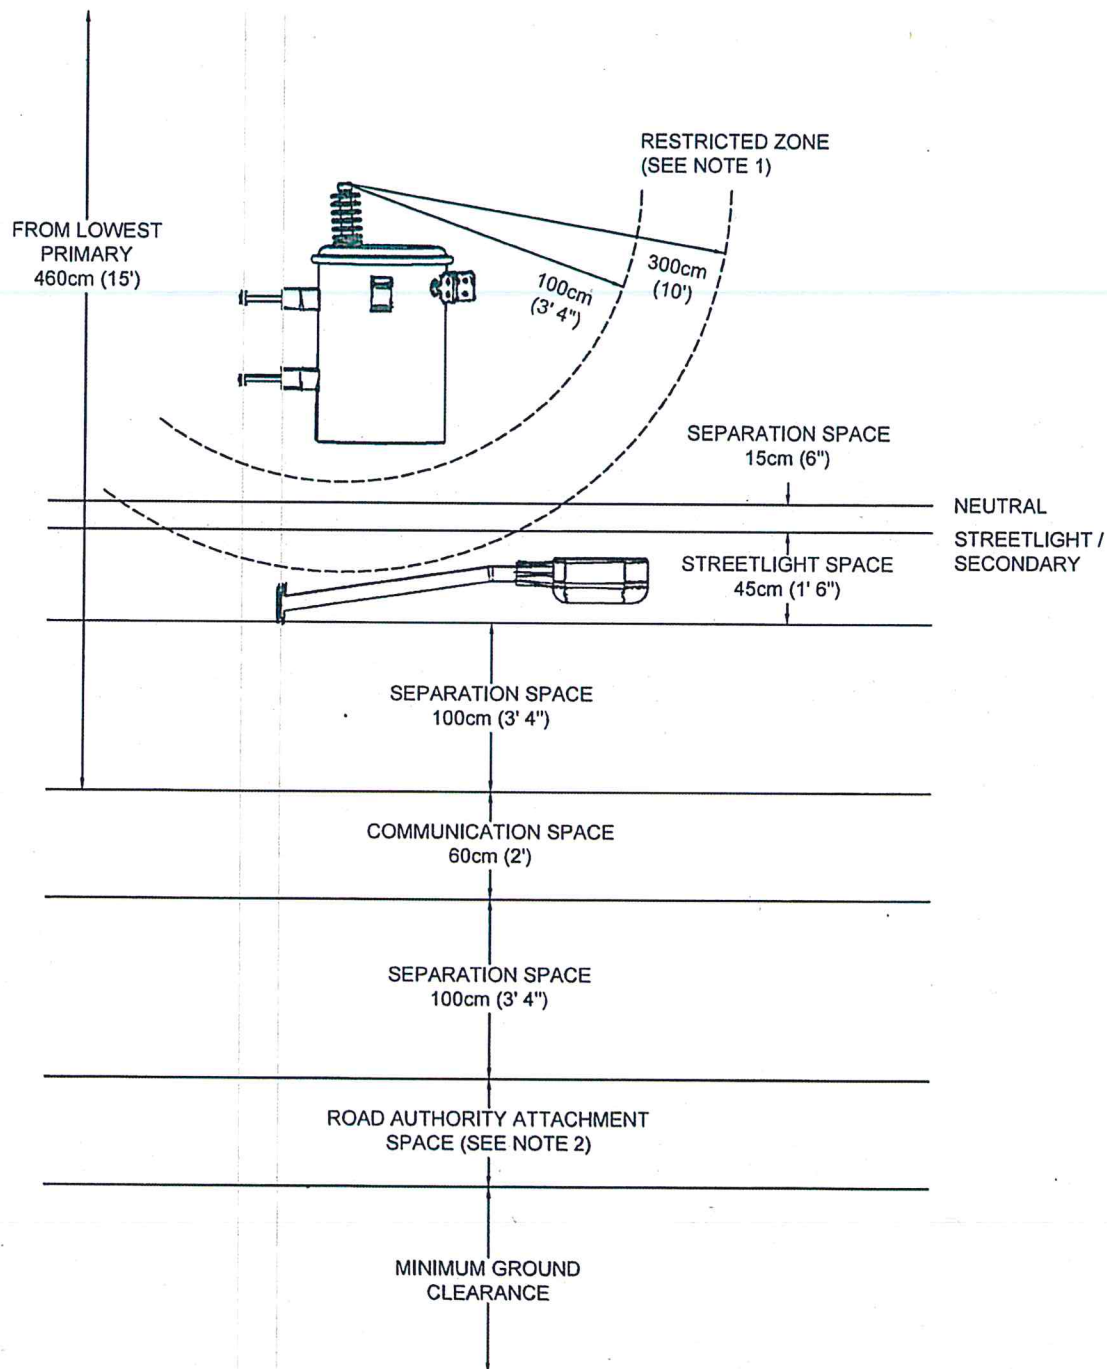 RESTRICTED ZONE
(SEE NOTE 1)
FROM LOWEST
PRIMARY
460cm (15')
100cm
(3' 4")
300cm
(10')
SEPARATION SPACE
15cm (6")
NEUTRAL
STREETLIGHT /
SECONDARY
STREETLIGHT SPACE
45cm (1' 6")
SEPARATION SPACE
100cm (3' 4")
COMMUNICATION SPACE
60cm (2')
SEPARATION SPACE
100cm (3' 4")
ROAD AUTHORITY ATTACHMENT
SPACE (SEE NOTE 2)
MINIMUM GROUND
CLEARANCE